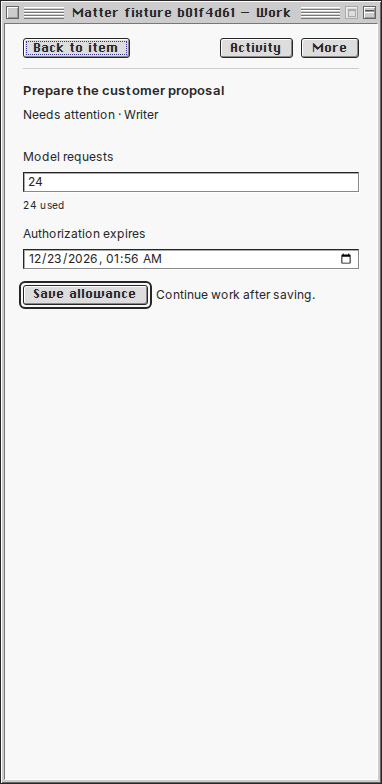 Matter fixture b01f4d61 — Work
Back to item
Activity
More
Prepare the customer proposal
Needs attention · Writer
Model requests
24
24 used
Authorization expires
12/23/2026, 01:56 AM
Save allowance
Continue work after saving.